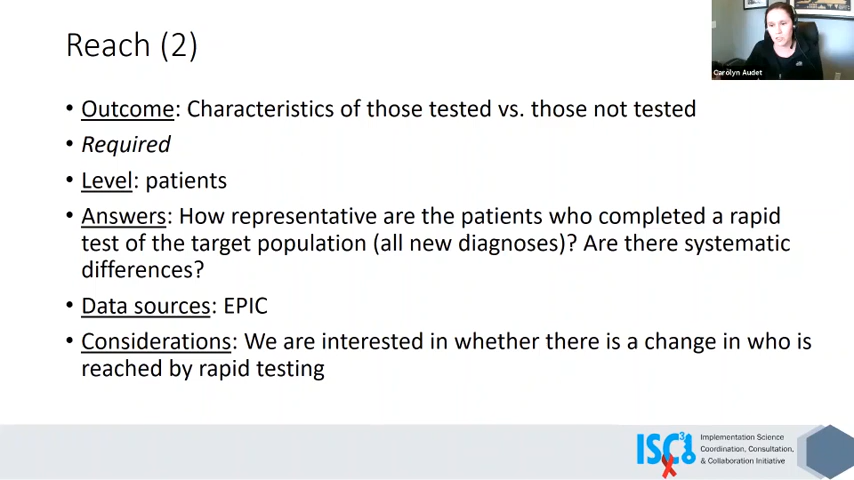 Reach (2)
Carolyn Audet
• Outcome: Characteristics of those tested vs. those not tested
• Required
• Level: patients
• Answers: How representative are the patients who completed a rapid
test of the target population (all new diagnoses)? Are there systematic
differences?
• Data sources: EPIC
• Considerations: We are interested in whether there is a change in who is
reached by rapid testing
ISC3I
Implementation Science
Coordination, Consultation,
& Collaboration Initiative